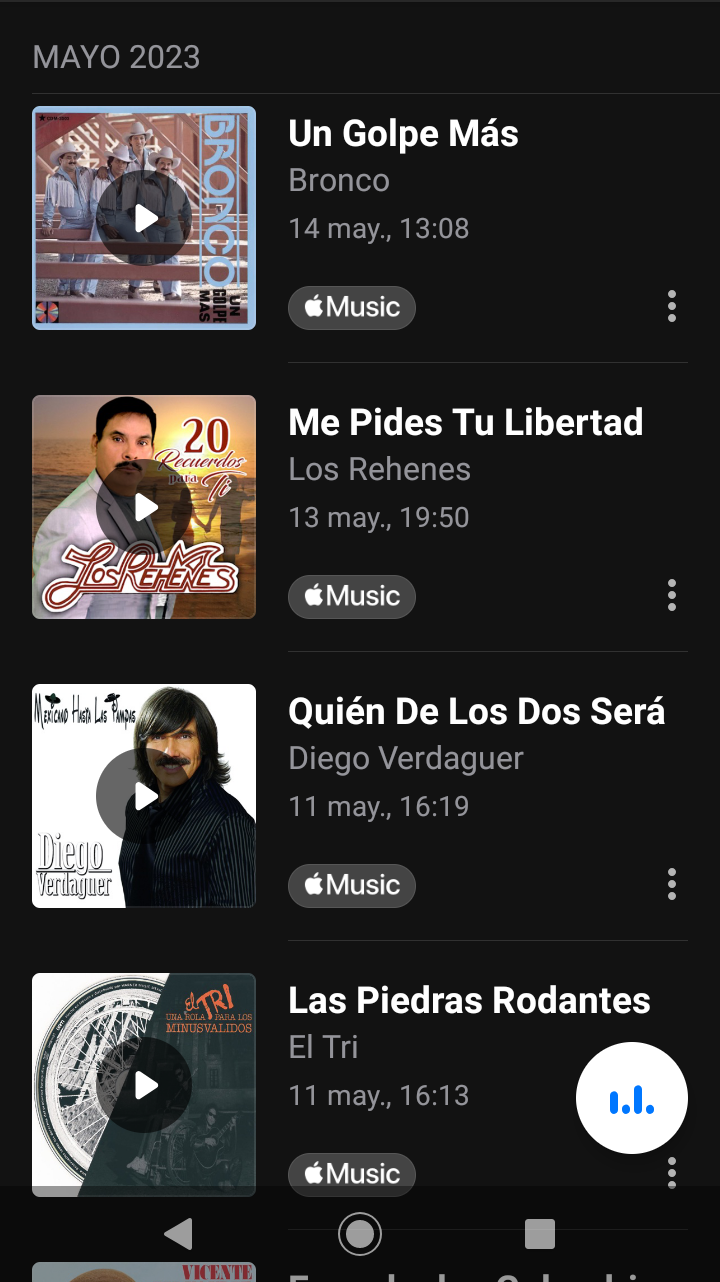 MAYO 2023
BRONCO
UN
GOLPE
MAS
Un Golpe Más
Bronco
14 may., 13:08
Music
20
Recuerdos
para
Ti
LOS REHENES
Me Pides Tu Libertad
Los Rehenes
13 may., 19:50
Music
Mexicano Hasta Las Pampas
Diego
Verdaguer
Quién De Los Dos Será
Diego Verdaguer
11 may., 16:19
Music
El TRI
UNA ROLA PARA LOS
MINUSVALIDOS
Las Piedras Rodantes
El Tri
11 may., 16:13
Music
VICENTE